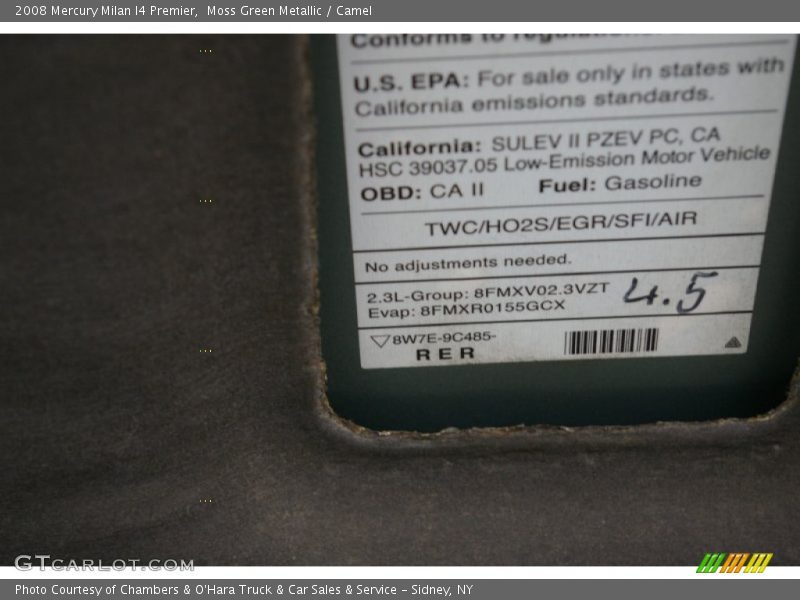 2008 Mercury Milan I4 Premier,  Moss Green Metallic / Camel
Conforms to regulations
U.S. EPA: For sale only in states with
California emissions standards.
California: SULEV II PZEV PC, CA
HSC 39037.05 Low-Emission Motor Vehicle
OBD: CA II    Fuel: Gasoline
TWC/HO2S/EGR/SFI/AIR
No adjustments needed.
2.3L-Group: 8FMXV02.3VZT
Evap: 8FMXR0155GCX
4.5
8W7E-9C485-
RER
GTCARLOT.COM
Photo Courtesy of Chambers & O'Hara Truck & Car Sales & Service - Sidney, NY